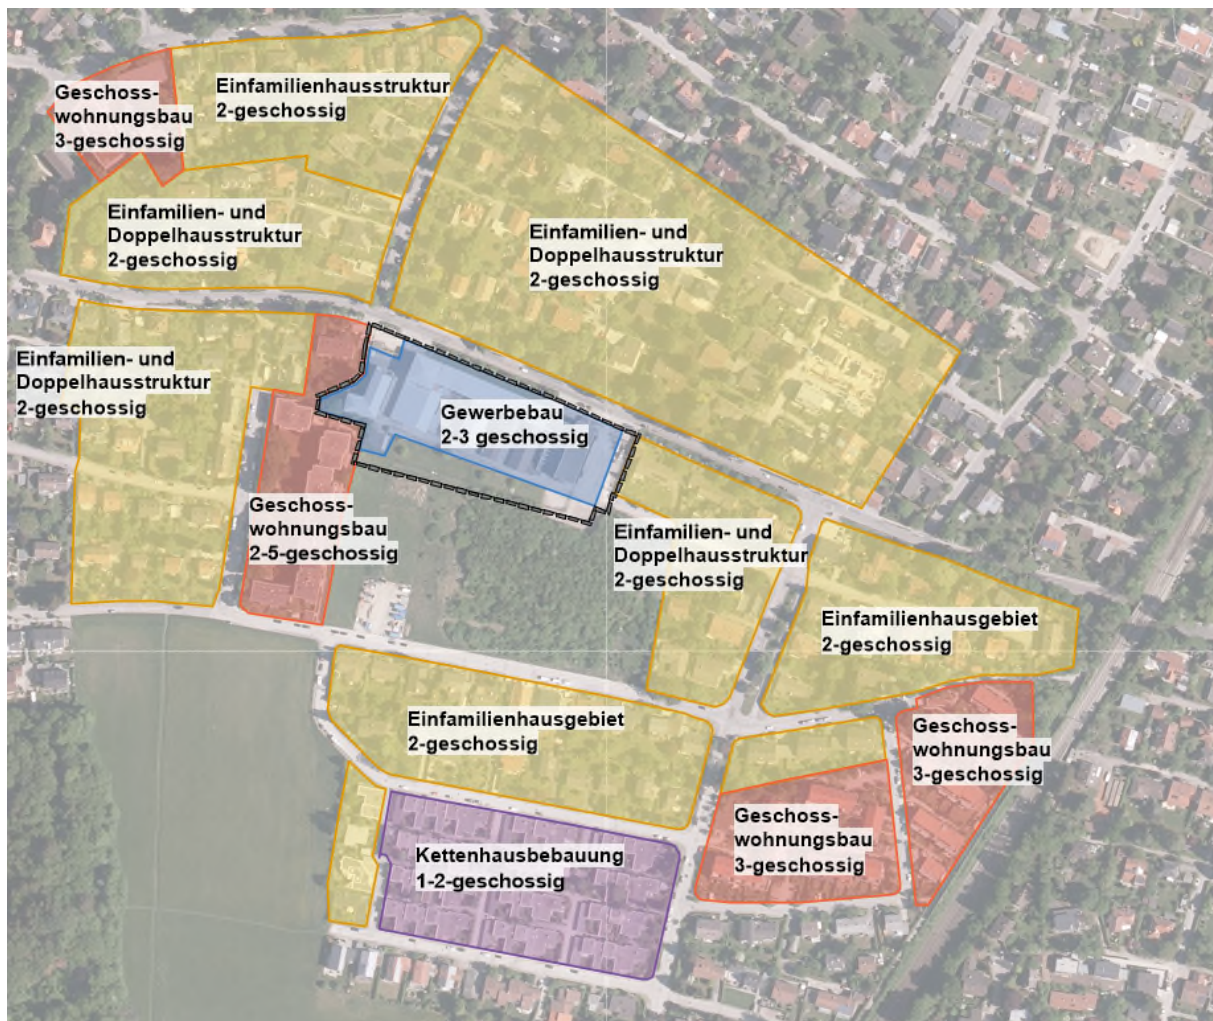 Geschoss-
wohnungsbau
3-geschossig
Einfamilienhausstruktur
2-geschossig
Einfamilien- und
Doppelhausstruktur
2-geschossig
Einfamilien- und
Doppelhausstruktur
2-geschossig
Einfamilien- und
Doppelhausstruktur
2-geschossig
Gewerbebau
2-3 geschossig
Geschoss-
wohnungsbau
2-5-geschossig
Einfamilien- und
Doppelhausstruktur
2-geschossig
Einfamilienhausgebiet
2-geschossig
Einfamilienhausgebiet
2-geschossig
Geschoss-
wohnungsbau
3-geschossig
Geschoss-
wohnungsbau
3-geschossig
Kettenhausbebauung
1-2-geschossig